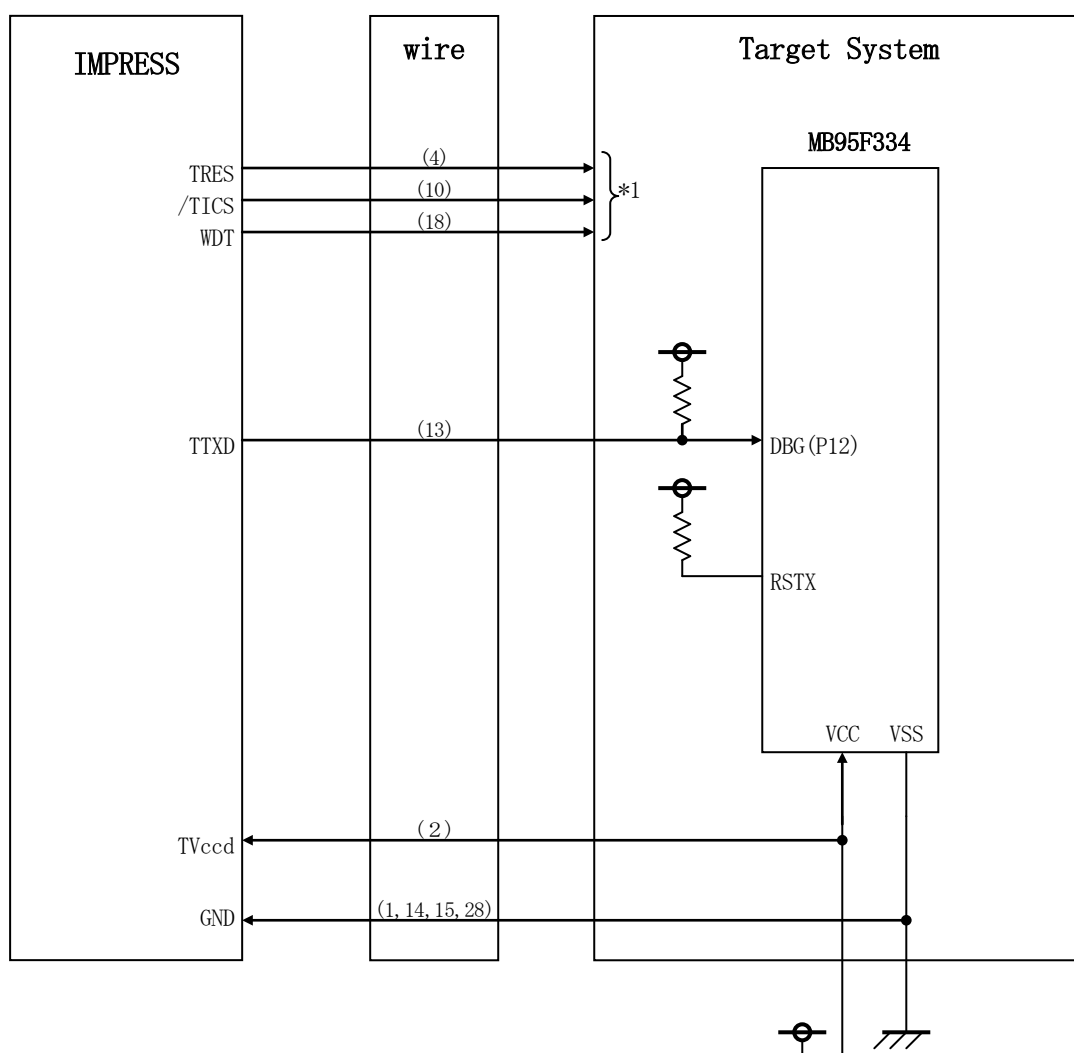 IMPRESS
wire
Target System
MB95F334
TRES
(4)
*1
/TICS
(10)
WDT
(18)
TTXD
(13)
DBG(P12)
RSTX
VCC
VSS
TVccd
(2)
GND
(1,14,15,28)